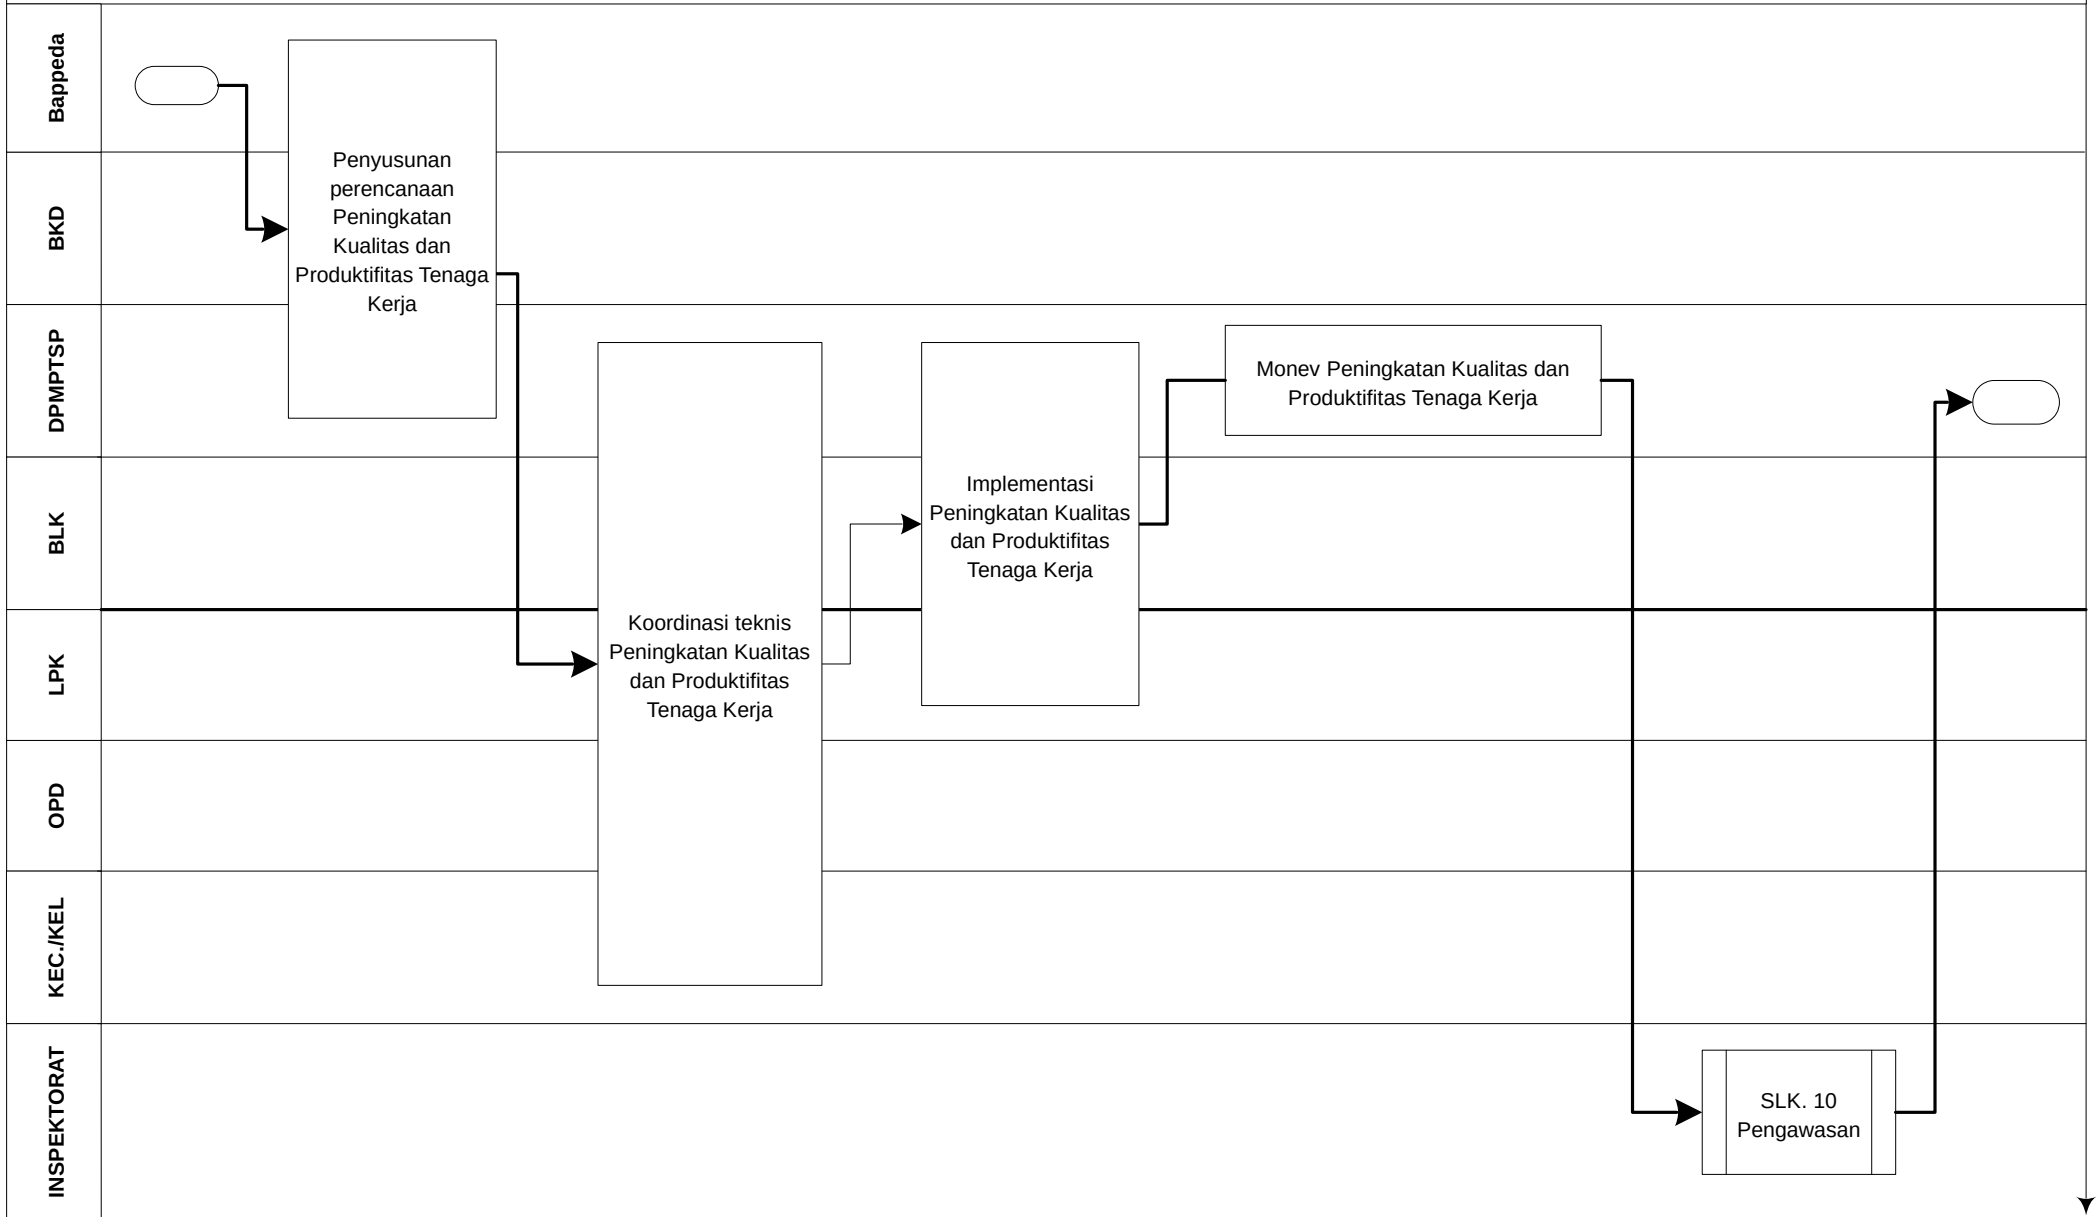 Bappeda
BKD
DPMPTSP
BLK
LPK
OPD
KEC./KEL
INSPEKTORAT
Penyusunan
perencanaan
Peningkatan
Kualitas dan
Produktifitas Tenaga
Kerja
Koordinasi teknis
Peningkatan Kualitas
dan Produktifitas
Tenaga Kerja
Implementasi
Peningkatan Kualitas
dan Produktifitas
Tenaga Kerja
Monev Peningkatan Kualitas dan
Produktifitas Tenaga Kerja
SLK. 10
Pengawasan